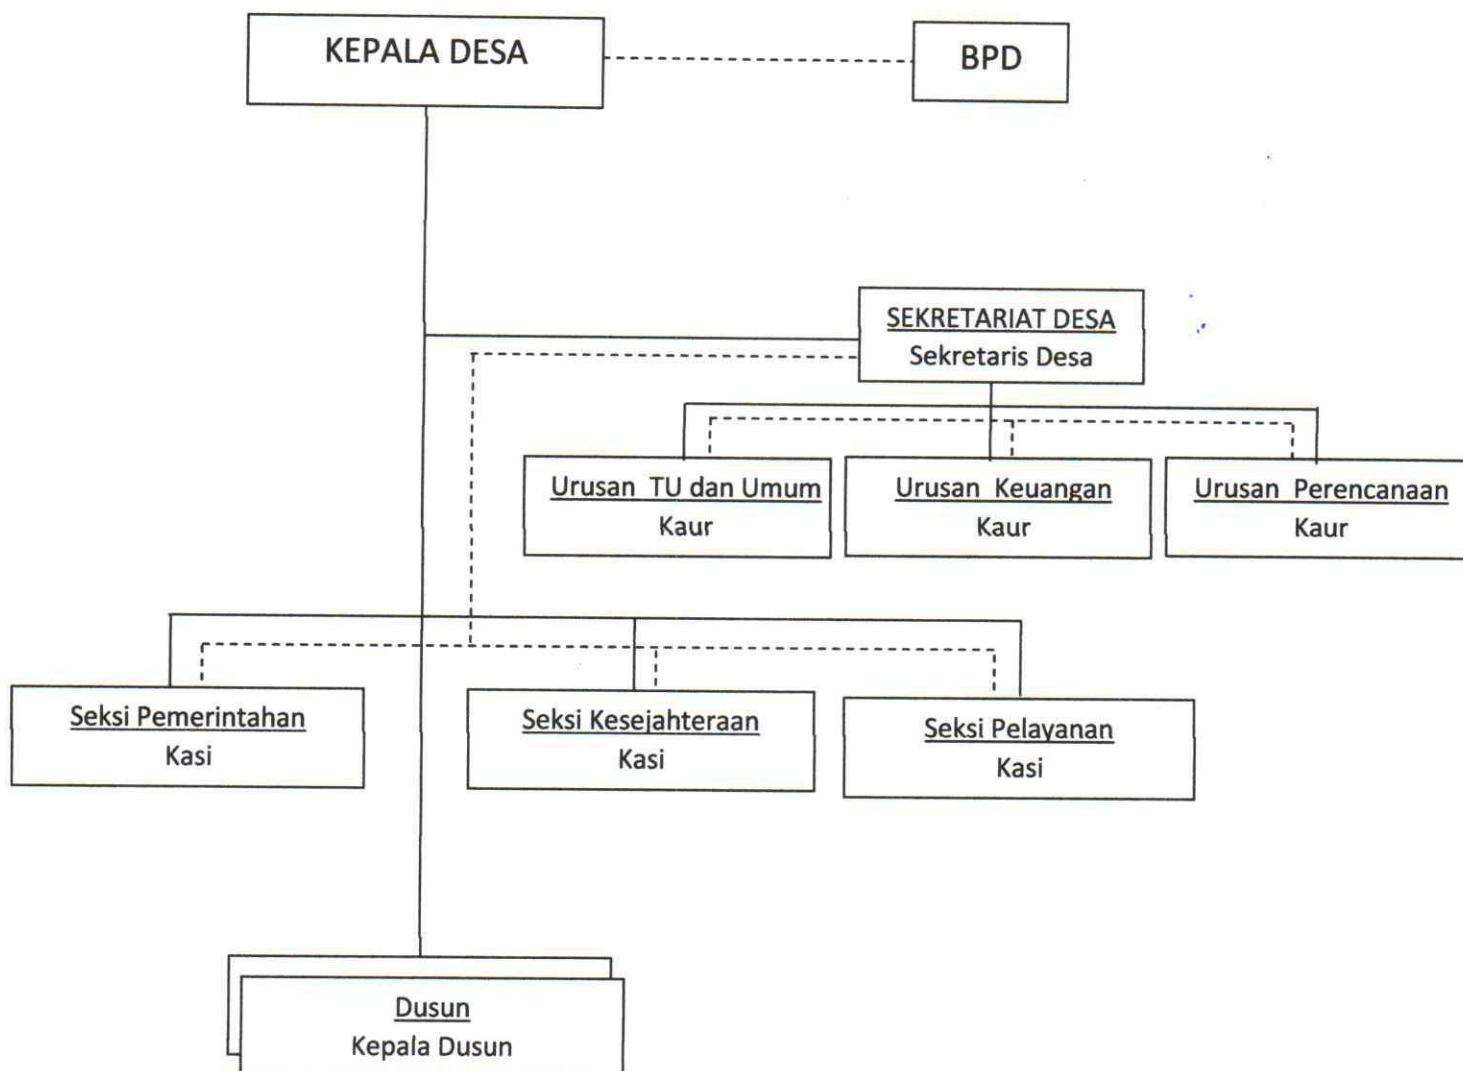 KEPALA DESA
BPD
SEKRETARIAT DESA
Sekretaris Desa
Urusan TU dan Umum
Kaur
Urusan Keuangan
Kaur
Urusan Perencanaan
Kaur
Seksi Pemerintahan
Kasi
Seksi Kesejahteraan
Kasi
Seksi Pelayanan
Kasi
Dusun
Kepala Dusun